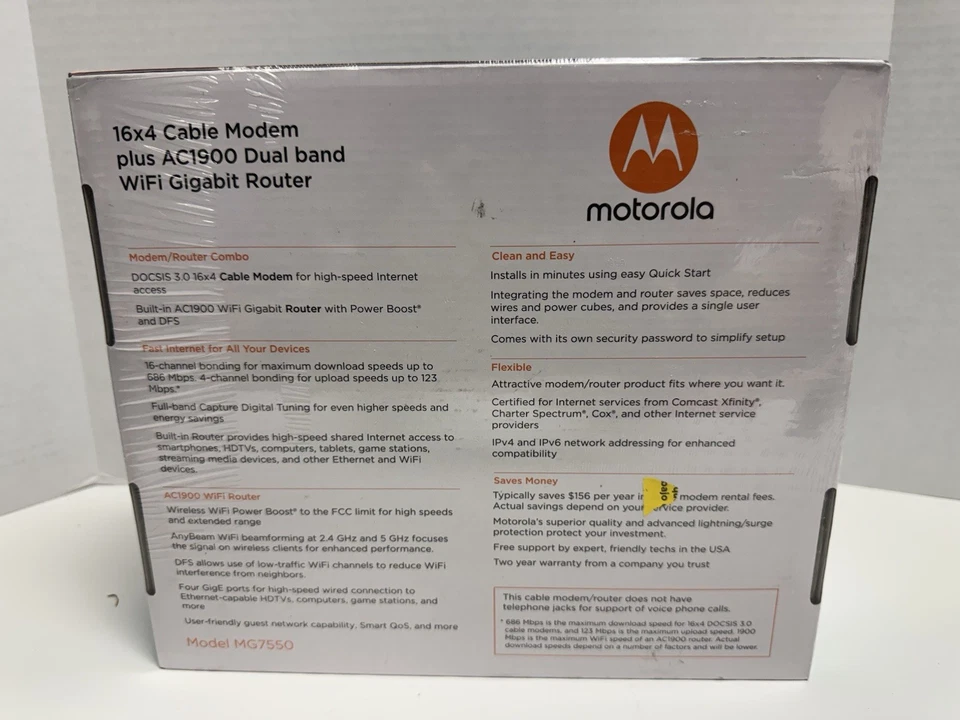 16x4 Cable Modem
plus AC1900 Dual band
WiFi Gigabit Router
motorola
Modem/Router Combo
DOCSIS 3.0 16x4 Cable Modem for high-speed Internet
access
Built-in AC1900 WiFi Gigabit Router with Power Boost*
and DFS
Fast Internet for All Your Devices
16-channel bonding for maximum download speeds up to
686 Mbps. 4-channel bonding for upload speeds up to 123
Mbps.*
Full-band Capture Digital Tuning for even higher speeds and
energy savings
Built-in Router provides high-speed shared Internet access to
smartphones, HDTVs, computers, tablets, game stations,
streaming media devices, and other Ethernet and WiFi
devices.
AC1900 WiFi Router
Wireless WiFi Power Boost® to the FCC limit for high speeds
and extended range
AnyBeam WiFi beamforming at 2.4 GHz and 5 GHz focuses
the signal on wireless clients for enhanced performance.
DFS allows use of low-traffic WiFi channels to reduce WiFi
interference from neighbors.
Four GigE ports for high-speed wired connection to
Ethernet-capable HDTVs, computers, game stations, and
more
User-friendly guest network capability, Smart QoS, and more
Model MG7550
Clean and Easy
Installs in minutes using easy Quick Start
Integrating the modem and router saves space, reduces
wires and power cubes, and provides a single user
interface.
Comes with its own security password to simplify setup
Flexible
Attractive modem/router product fits where you want it.
Certified for Internet services from Comcast Xfinity®,
Charter Spectrum®, Cox®, and other Internet service
providers
IPv4 and IPv6 network addressing for enhanced
compatibility
Saves Money
Typically saves $156 per year in modem rental fees.
Actual savings depend on your service provider.
Motorola's superior quality and advanced lightning/surge
protection protect your investment.
Free support by expert, friendly techs in the USA
Two year warranty from a company you trust
This cable modem/router does not have
telephone jacks for support of voice phone calls.
* 686 Mbps is the maximum download speed for 16x4 DOCSIS 3.0
cable modems, and 123 Mbps is the maximum upload speed. 1900
Mbps is the maximum WiFi speed of an AC1900 router. Actual
download speeds depend on a number of factors and will be lower.